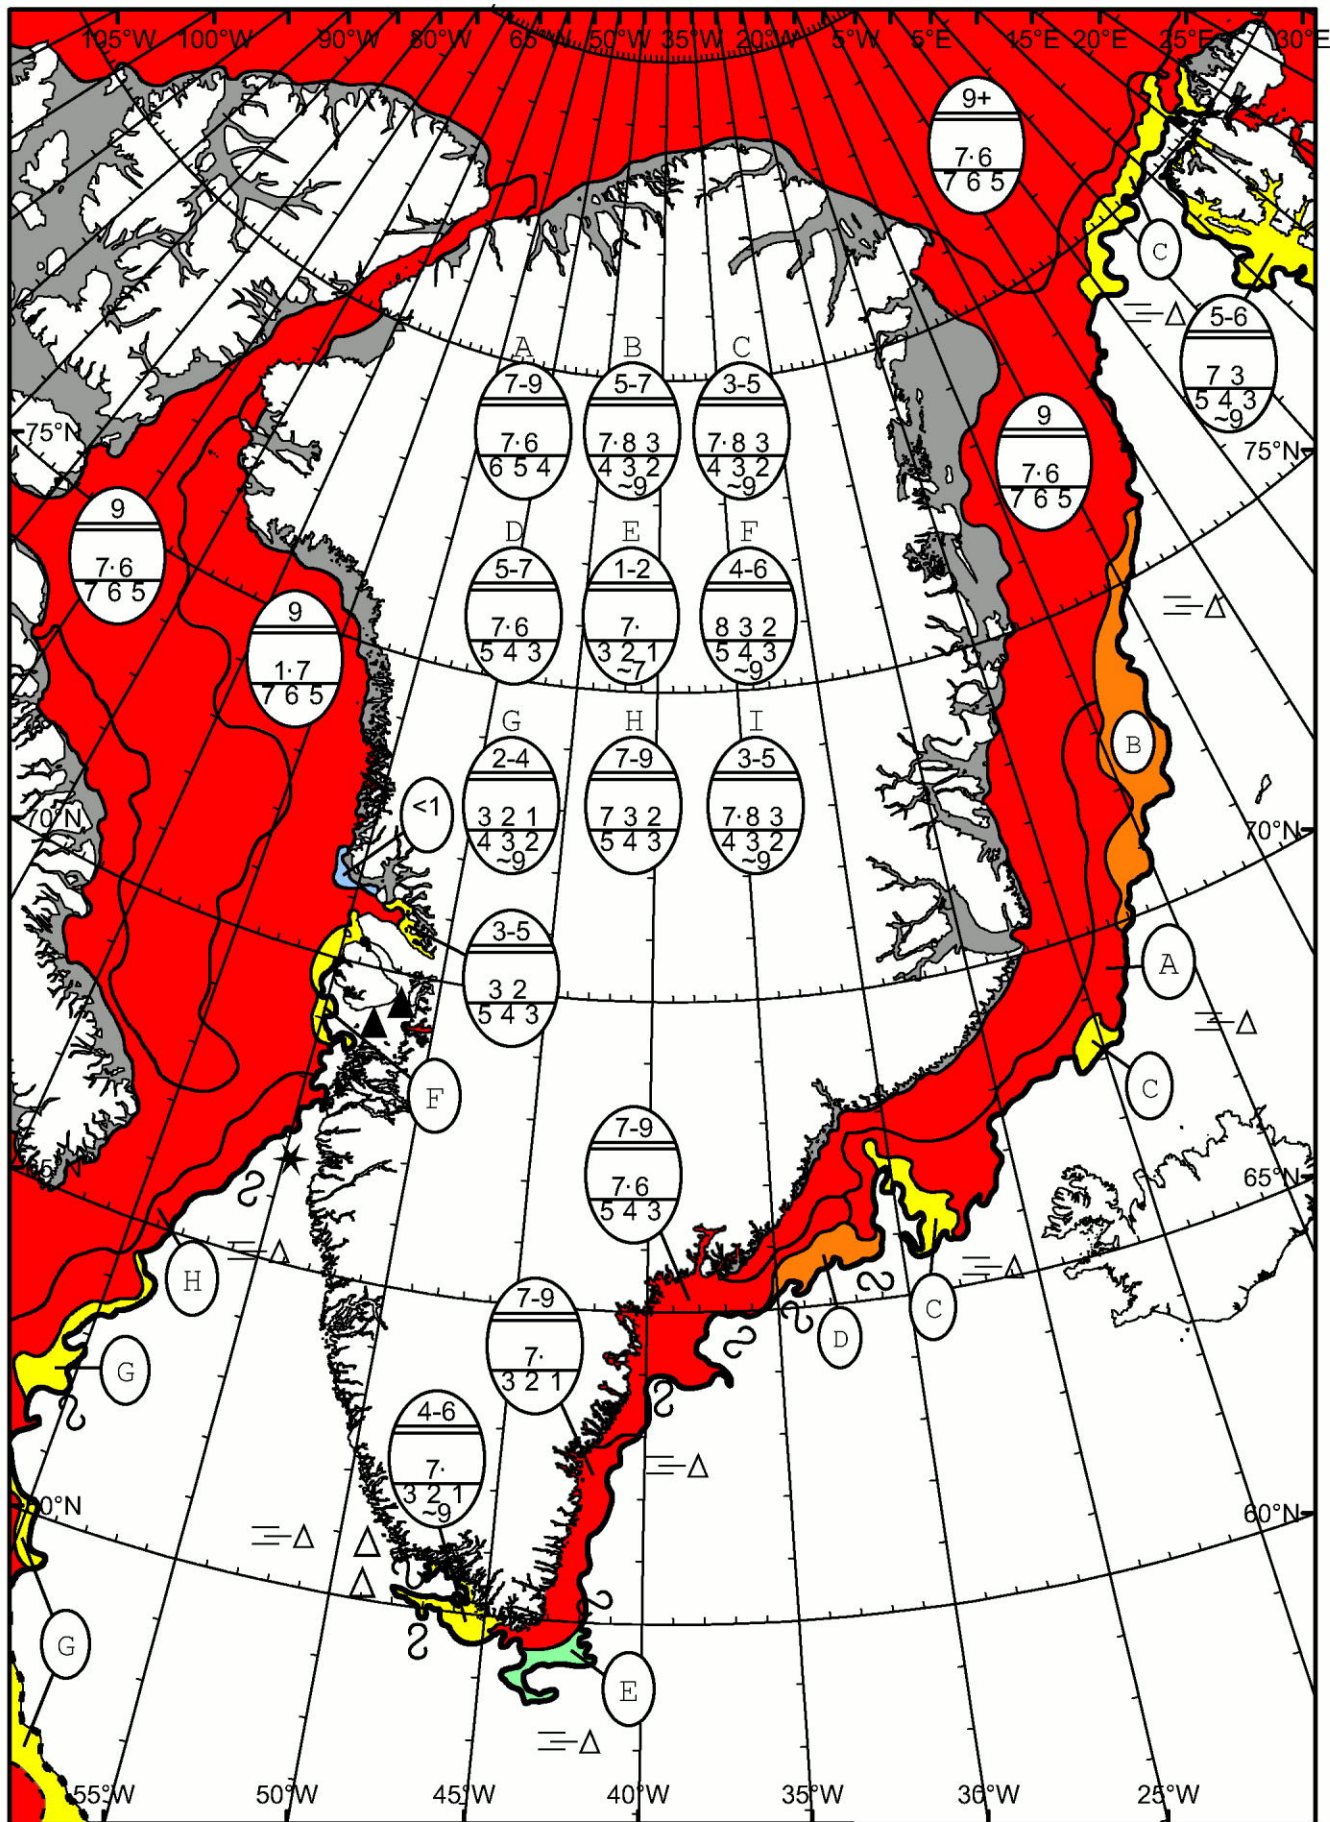 105°W 100°W 90°W 80°W 65°W 50°W 35°W 20°W 5°W 5°E 15°E 20°E 25°E 30°E
9+
7·6
7 6 5
C
5-6
7 3
5 4 3
~9
75°N
75°N
A B C
7-9 5-7 3-5
7·6 7·8 3 7·8 3
6 5 4 4 3 2 4 3 2
~9 ~9
9
7·6
7 6 5
9
7·6
7 6 5
D E F
5-7 1-2 4-6
7·6 7· 8 3 2
5 4 3 3 2 1 5 4 3
~7 ~9
9
1·7
7 6 5
G H I
2-4 7-9 3-5
3 2 1 7 3 2 7·8 3
4 3 2 5 4 3 4 3 2
~9 ~9
B
<1
70°N
70°N
3-5
3 2
5 4 3
A
F
C
7-9
7·6
5 4 3
65°N
65°N
H
C
D
G
7-9
7·
3 2 1
4-6
7·
3 2 1
~9
60°N
60°N
G
E
55°W 50°W 45°W 40°W 35°W 30°W 25°W